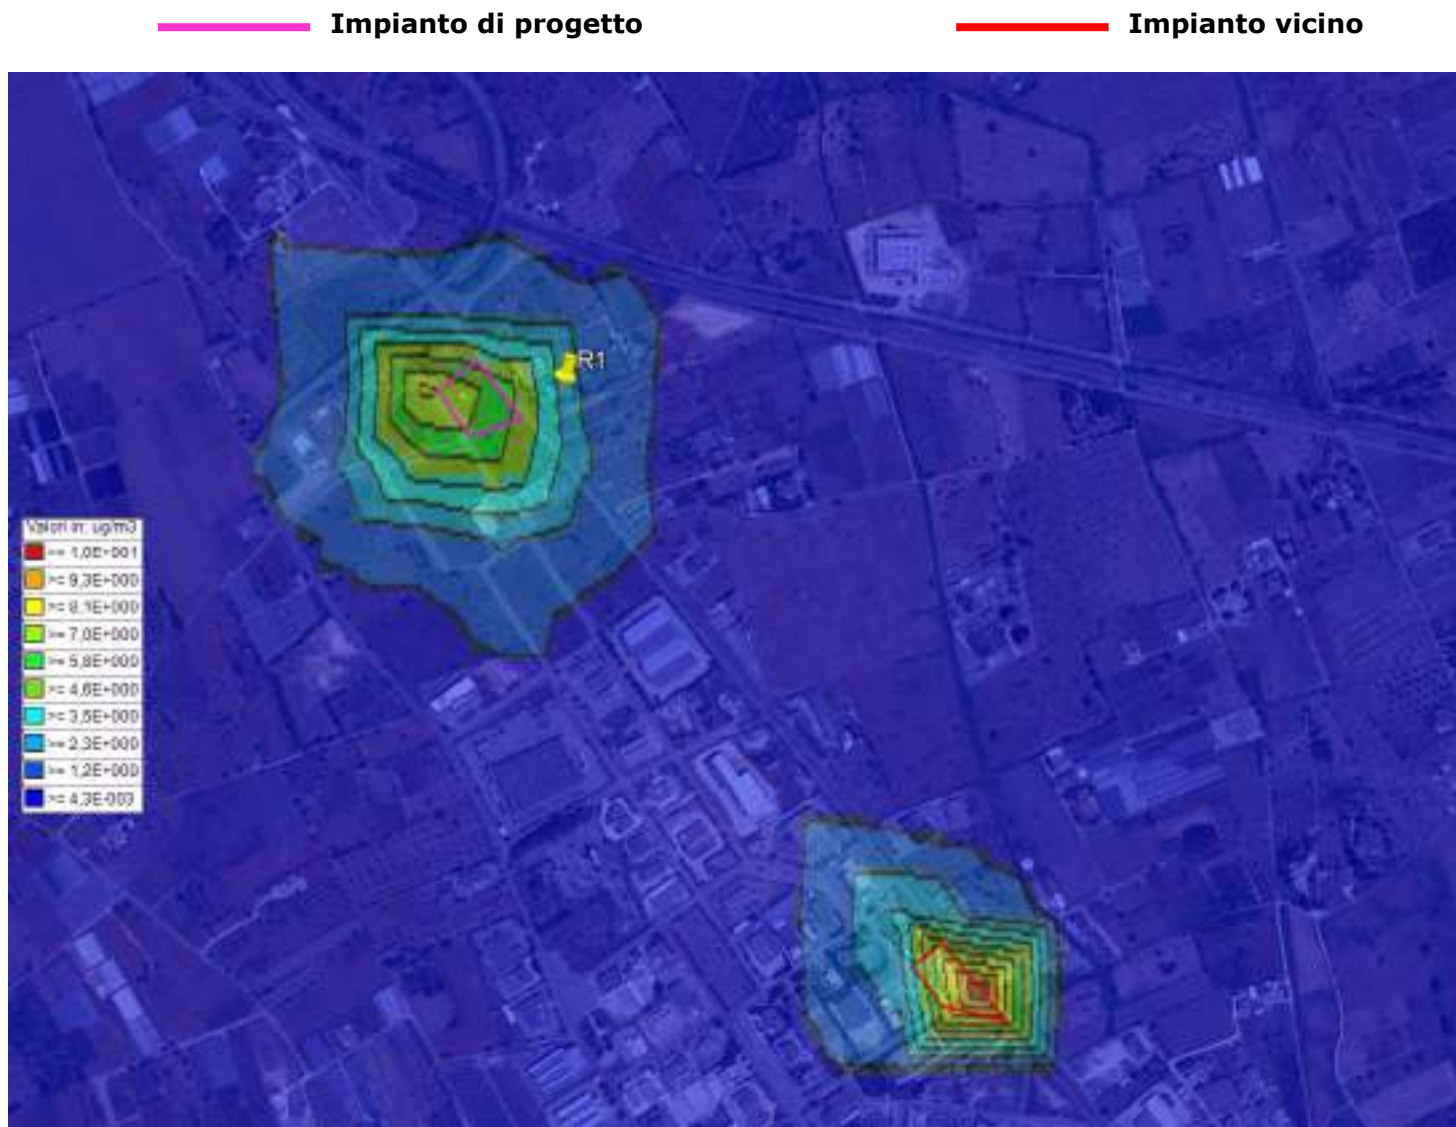 Impianto di progetto
Impianto vicino
R1
Valori in: ug/m3
>= 1,0E+001
>= 9,3E+000
>= 8,1E+000
>= 7,0E+000
>= 5,8E+000
>= 4,6E+000
>= 3,5E+000
>= 2,3E+000
>= 1,2E+000
>= 4,3E-003